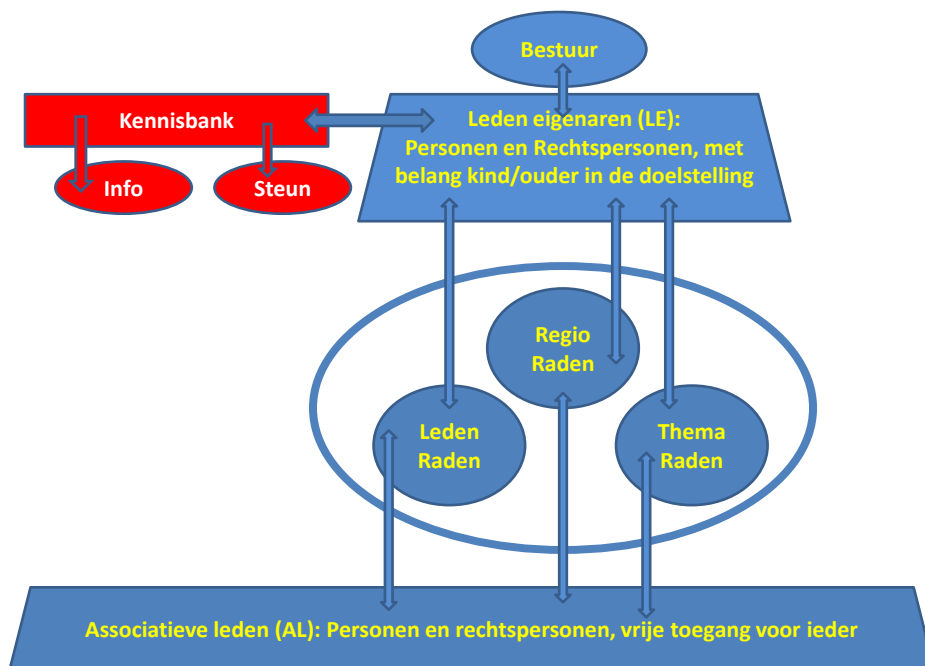 Bestuur
Kennisbank
Leden eigenaren (LE):
Personen en Rechtspersonen, met
belang kind/ouder in de doelstelling
Info
Steun
Regio
Raden
Leden
Raden
Thema
Raden
Associatieve leden (AL): Personen en rechtspersonen, vrije toegang voor ieder